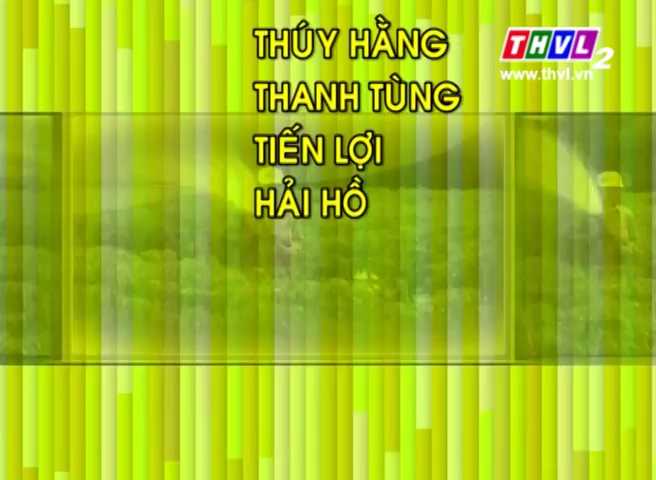 THÚY HẰNG
THVL2
www.thvl.vn
THANH TÙNG
TIẾN LỢI
HẢI HỒ